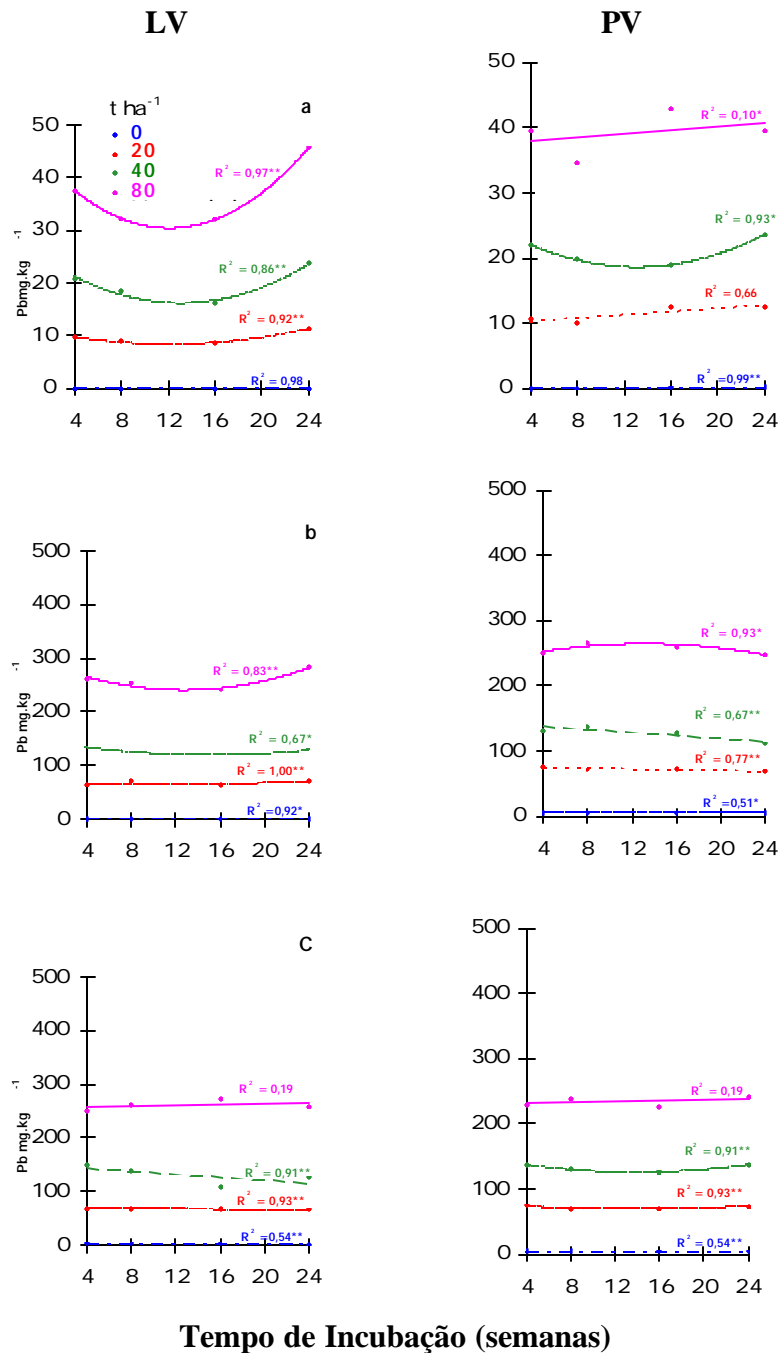 LV
PV
t ha-1
0
20
40
80
a
50
40
30
20
10
0
Pbmg.kg-1
R2 = 0,97**
R2 = 0,86**
R2 = 0,92**
R2 = 0,98
4 8 12 16 20 24
50
40
30
20
10
0
R2 = 0,10*
R2 = 0,93*
R2 = 0,66
R2 =0,99**
4 8 12 16 20 24
b
500
400
300
200
100
0
Pb mg.kg-1
R2 = 0,83**
R2 = 0,67*
R2 = 1,00**
R2 =0,92*
4 8 12 16 20 24
500
400
300
200
100
0
R2 = 0,93*
R2 = 0,67**
R2 = 0,77**
R2 =0,51*
4 8 12 16 20 24
C
500
400
300
200
100
0
Pb mg.kg-1
R2 = 0,19
R2 =0,91**
R2 = 0,93**
R2 =0,54**
4 8 12 16 20 24
500
400
300
200
100
0
R2 = 0,19
R2 =0,91**
R2 = 0,93**
R2 =0,54**
4 8 12 16 20 24
Tempo de Incubação (semanas)